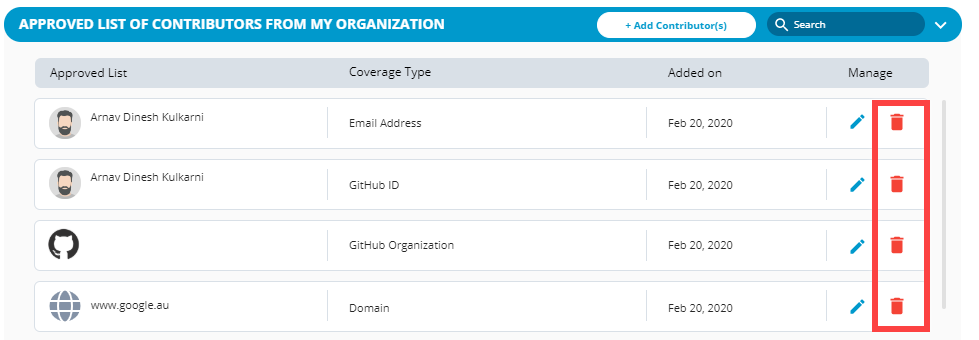 APPROVED LIST OF CONTRIBUTORS FROM MY ORGANIZATION + Add Contributor(s) Search
Approved List Coverage Type Added on Manage
Arnav Dinesh Kulkarni Email Address Feb 20, 2020
Arnav Dinesh Kulkarni GitHub ID Feb 20, 2020
GitHub Organization Feb 20, 2020
www.google.au Domain Feb 20, 2020